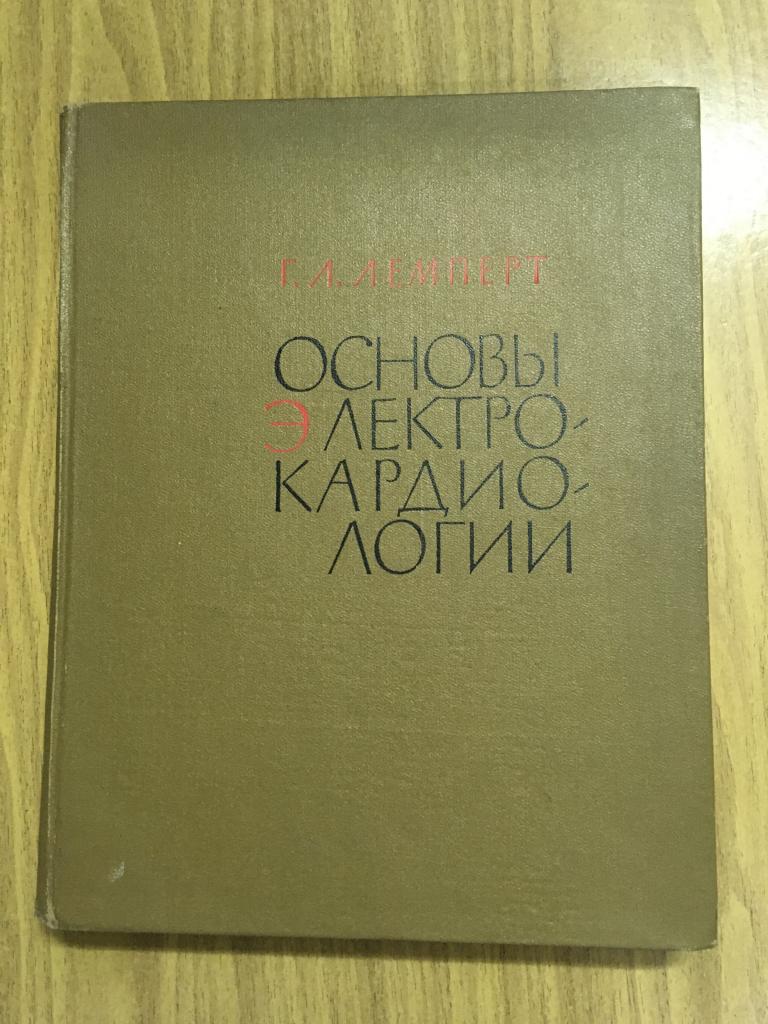 Г. Л. ЛЕМПЕРТ
ОСНОВЫ
ЭЛЕКТРО-
КАРДИО-
ЛОГИИ